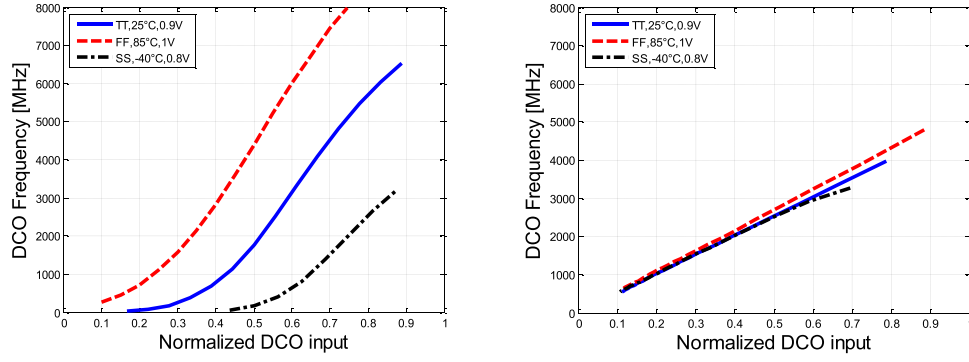 DCO Frequency [MHz]
8000
7000
6000
5000
4000
3000
2000
1000
0
TT,25°C,0.9V
FF,85°C,1V
SS,-40°C,0.8V
0 0.1 0.2 0.3 0.4 0.5 0.6 0.7 0.8 0.9 1
Normalized DCO input
DCO Frequency [MHz]
8000
7000
6000
5000
4000
3000
2000
1000
0
TT,25°C,0.9V
FF,85°C,1V
SS,-40°C,0.8V
0 0.1 0.2 0.3 0.4 0.5 0.6 0.7 0.8 0.9
Normalized DCO input